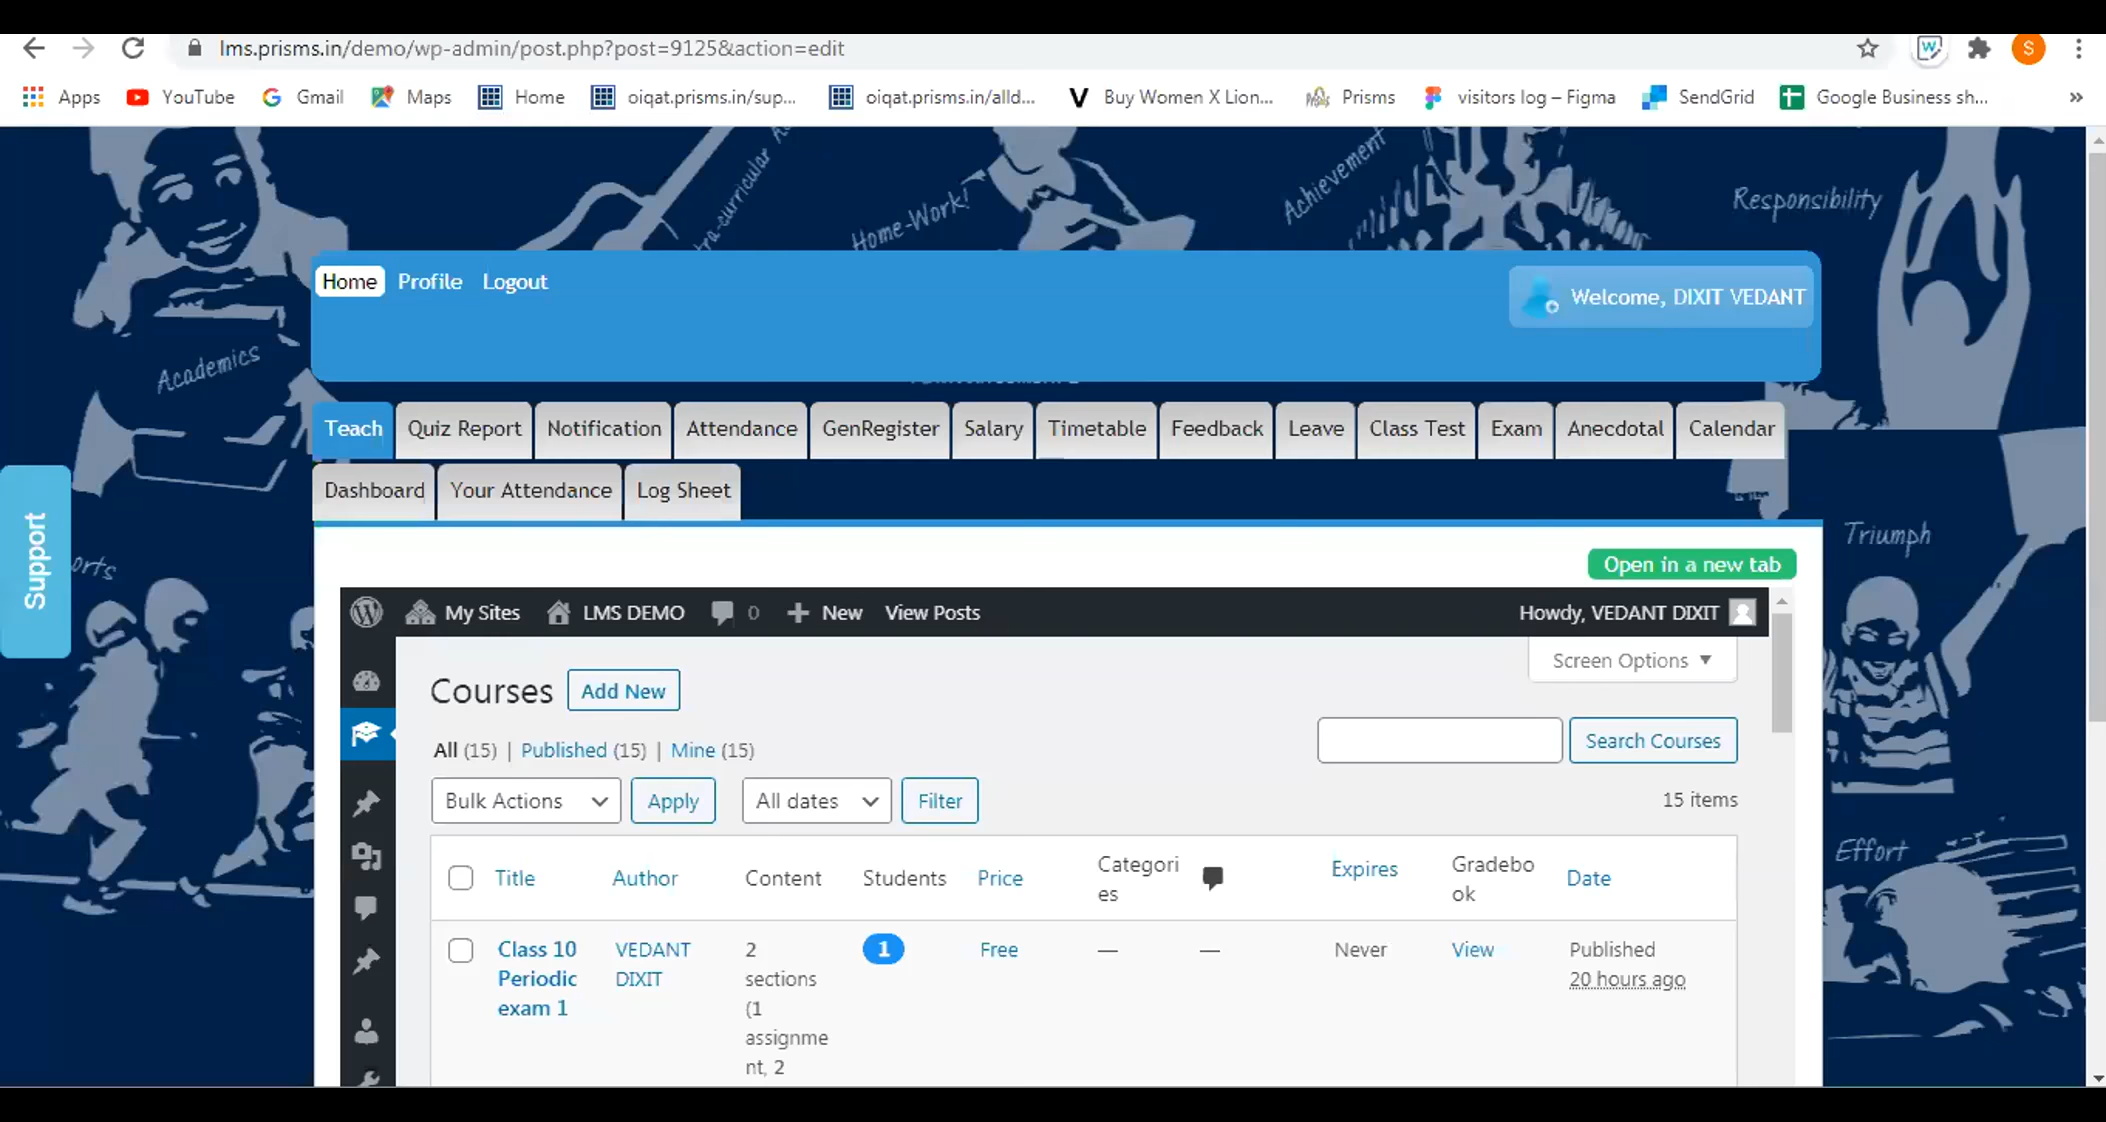 lms.prisms.in/demo/wp-admin/post.php?post=9125&action=edit
S
Apps YouTube Gmail Maps Home oiqat.prisms.in/sup... oiqat.prisms.in/alld... Buy Women X Lion... Prisms visitors log – Figma SendGrid Google Business sh... »
Home-Work!
Achievement
Responsibility
Home Profile Logout
Welcome, DIXIT VEDANT
Academics
Teach Quiz Report Notification Attendance GenRegister Salary Timetable Feedback Leave Class Test Exam Anecdotal Calendar
Dashboard Your Attendance Log Sheet
Support
Triumph
Open in a new tab
My Sites LMS DEMO 0 + New View Posts Howdy, VEDANT DIXIT
Screen Options
Courses Add New
All (15) | Published (15) | Mine (15)
Search Courses
Bulk Actions Apply All dates Filter 15 items
Effort
Title Author Content Students Price Categori
es Expires Gradebo
ok Date
Class 10 VEDANT 2 1 Free — — Never View Published
Periodic DIXIT sections 20 hours ago
exam 1 (1
assignme
nt, 2